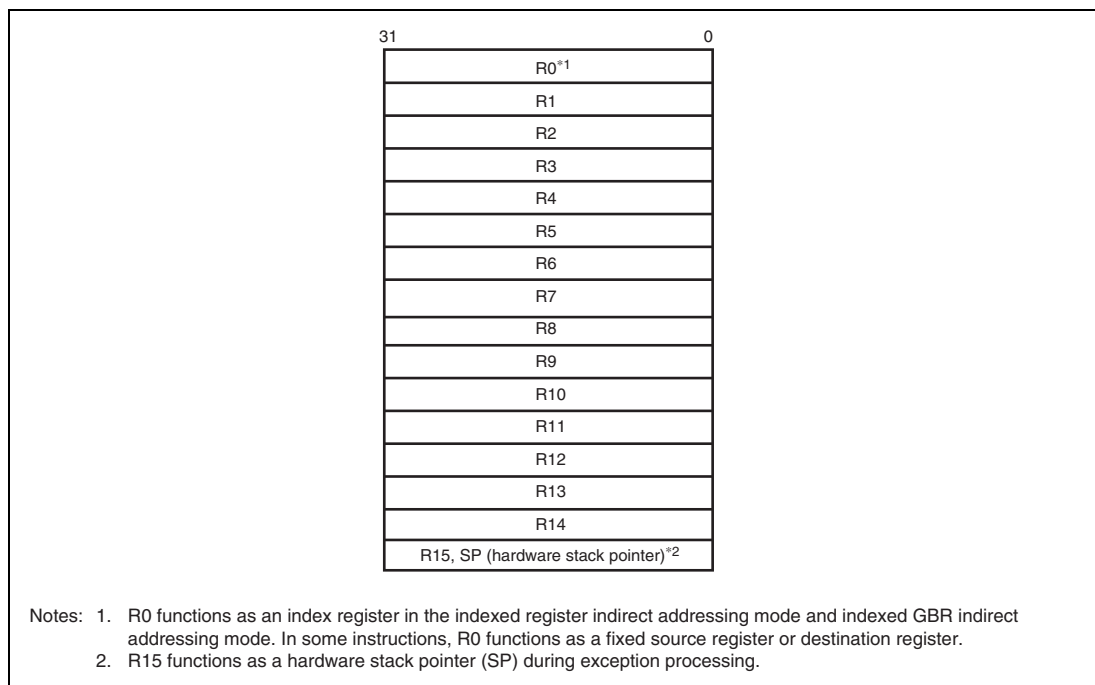 31 0
R0*1
R1
R2
R3
R4
R5
R6
R7
R8
R9
R10
R11
R12
R13
R14
R15, SP (hardware stack pointer)*2
Notes: 1. R0 functions as an index register in the indexed register indirect addressing mode and indexed GBR indirect
addressing mode. In some instructions, R0 functions as a fixed source register or destination register.
2. R15 functions as a hardware stack pointer (SP) during exception processing.